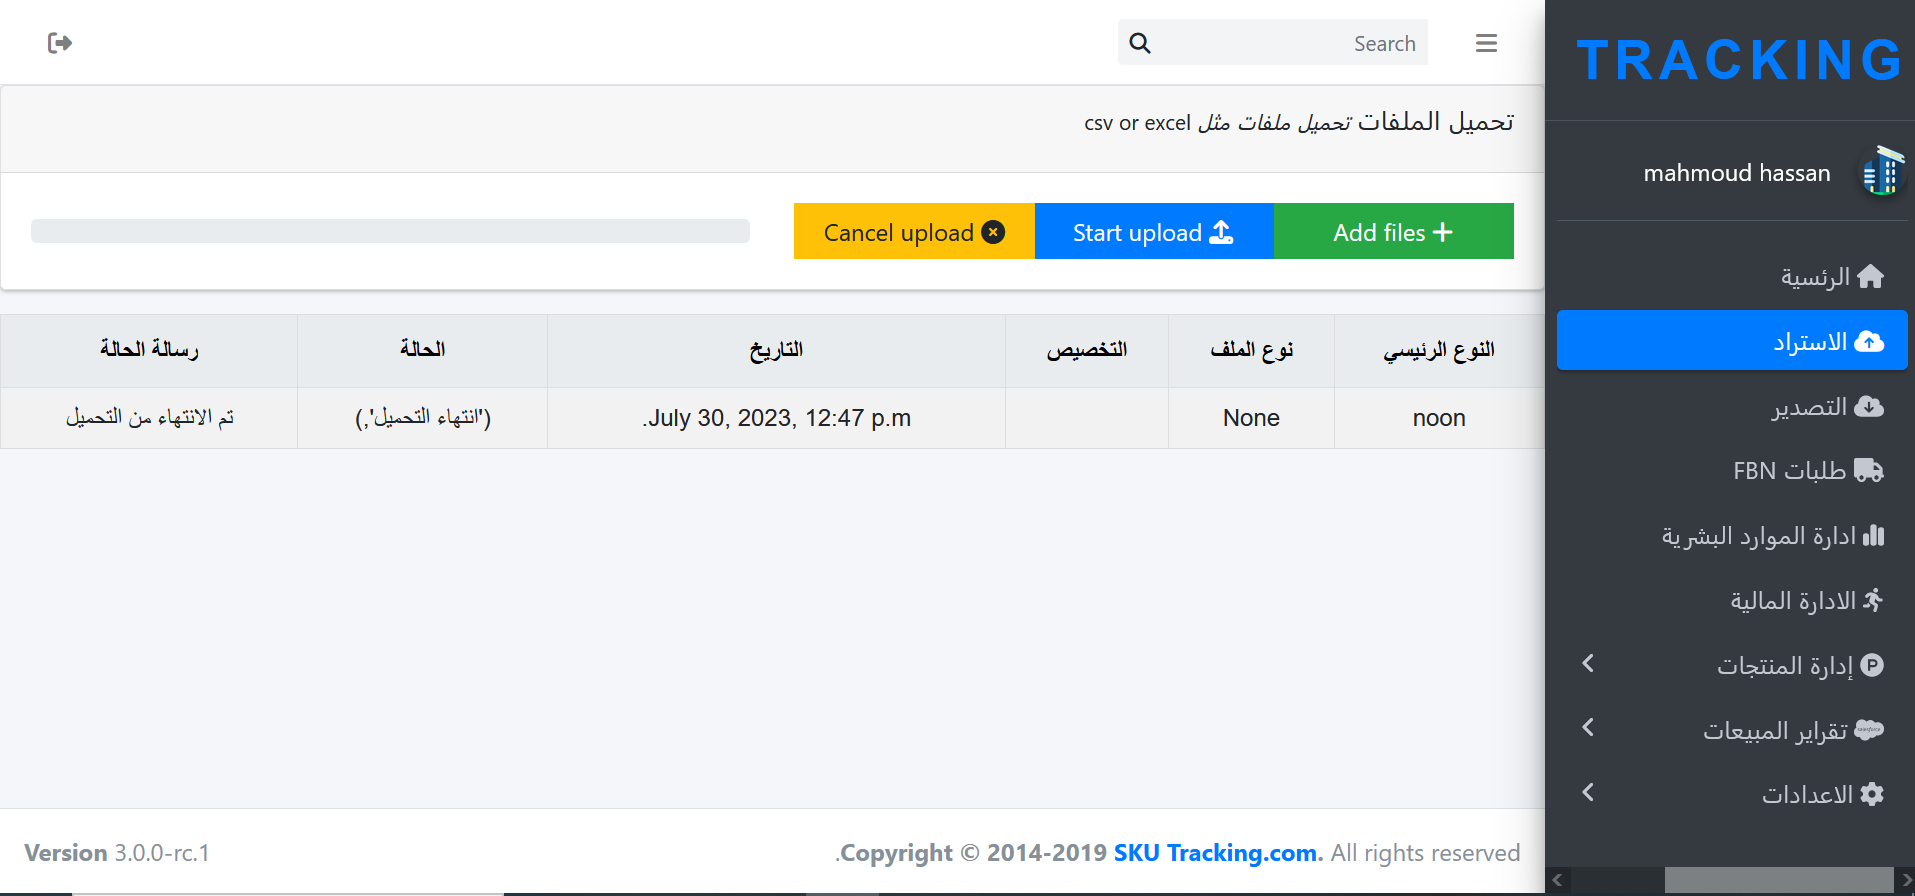 TRACKING
mahmoud hassan
الرئسية
الاستراد
التصدير
طلبات FBN
ادارة الموارد البشرية
الادارة المالية
إدارة المنتجات
تقراير المبيعات
الاعدادات
Search
تحميل الملفات تحميل ملفات مثل csv or excel
Add files
Start upload
Cancel upload
النوع الرئيسي
نوع الملف
التخصيص
التاريخ
الحالة
رسالة الحالة
noon
None
July 30, 2023, 12:47 p.m.
('انتهاء التحميل',)
تم الانتهاء من التحميل
Copyright © 2014-2019 SKU Tracking.com. All rights reserved.
Version 3.0.0-rc.1